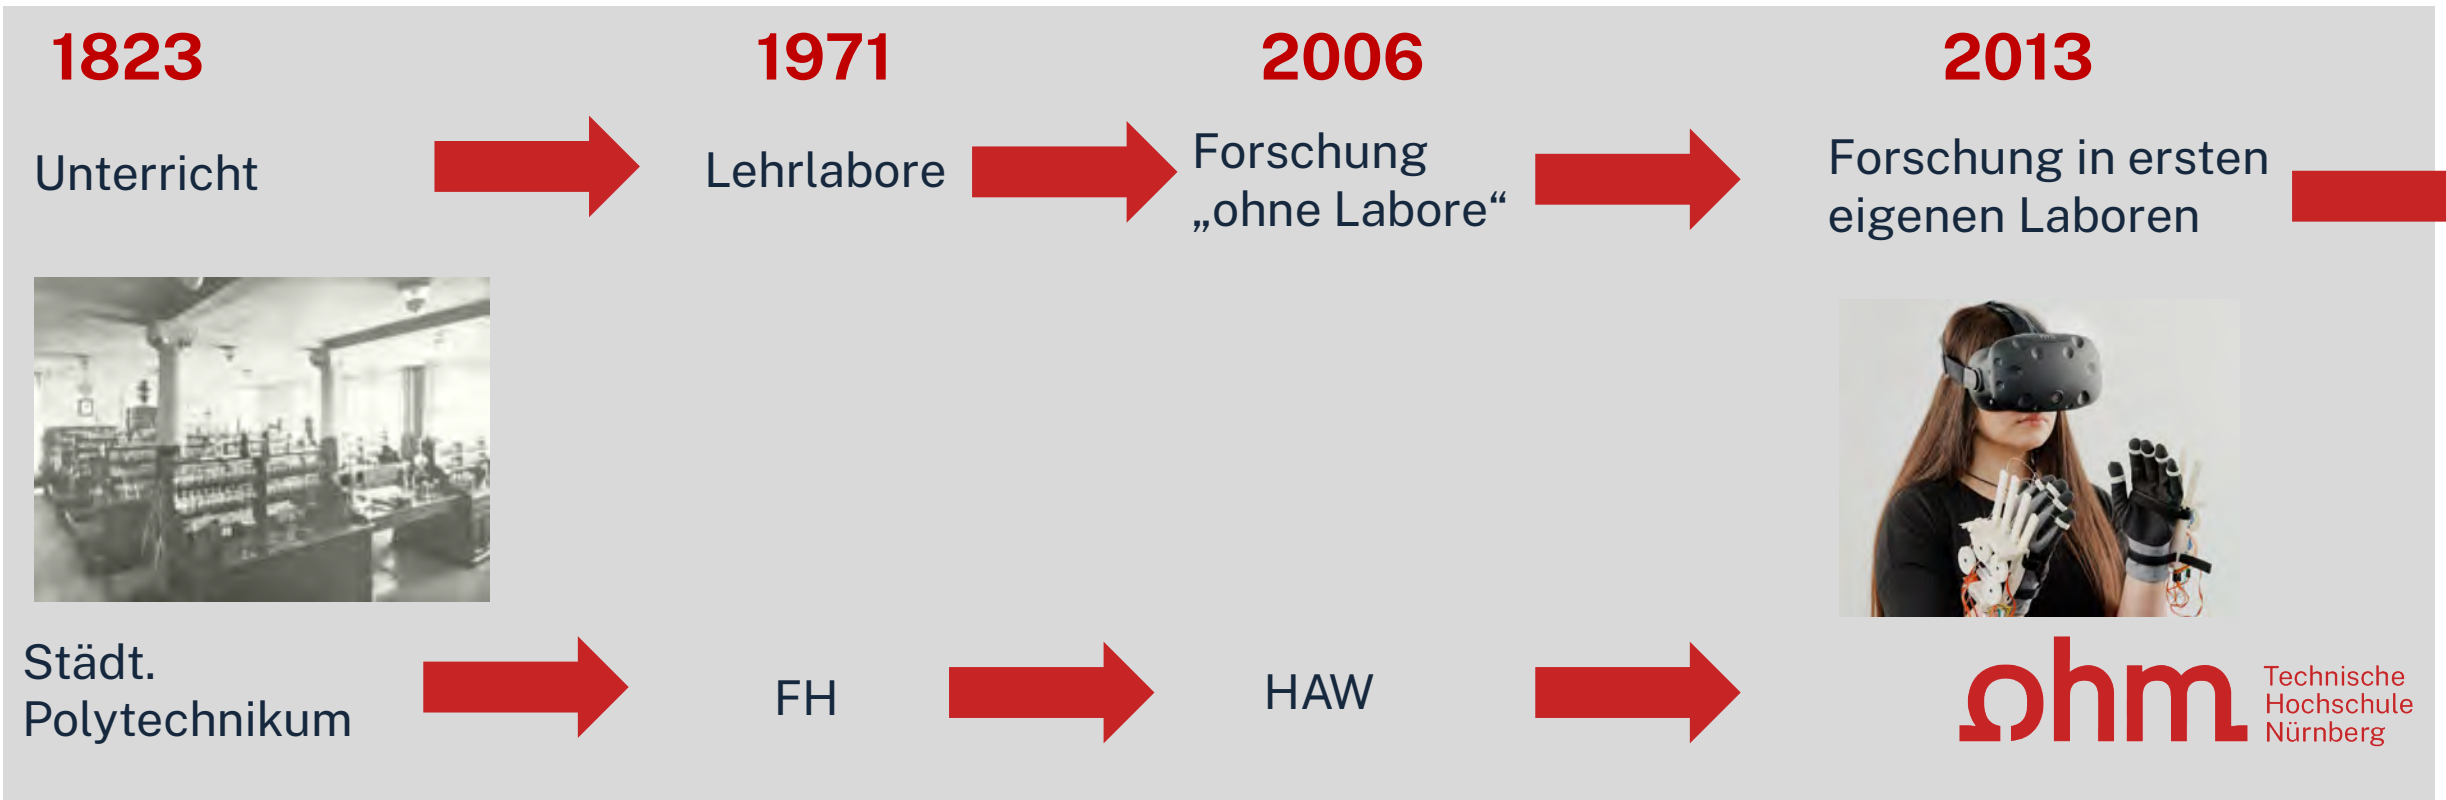 1823
1971
2006
2013
Unterricht
Lehrlabore
Forschung
„ohne Labore“
Forschung in ersten
eigenen Laboren
Städt.
Polytechnikum
FH
HAW
ohm
Technische
Hochschule
Nürnberg